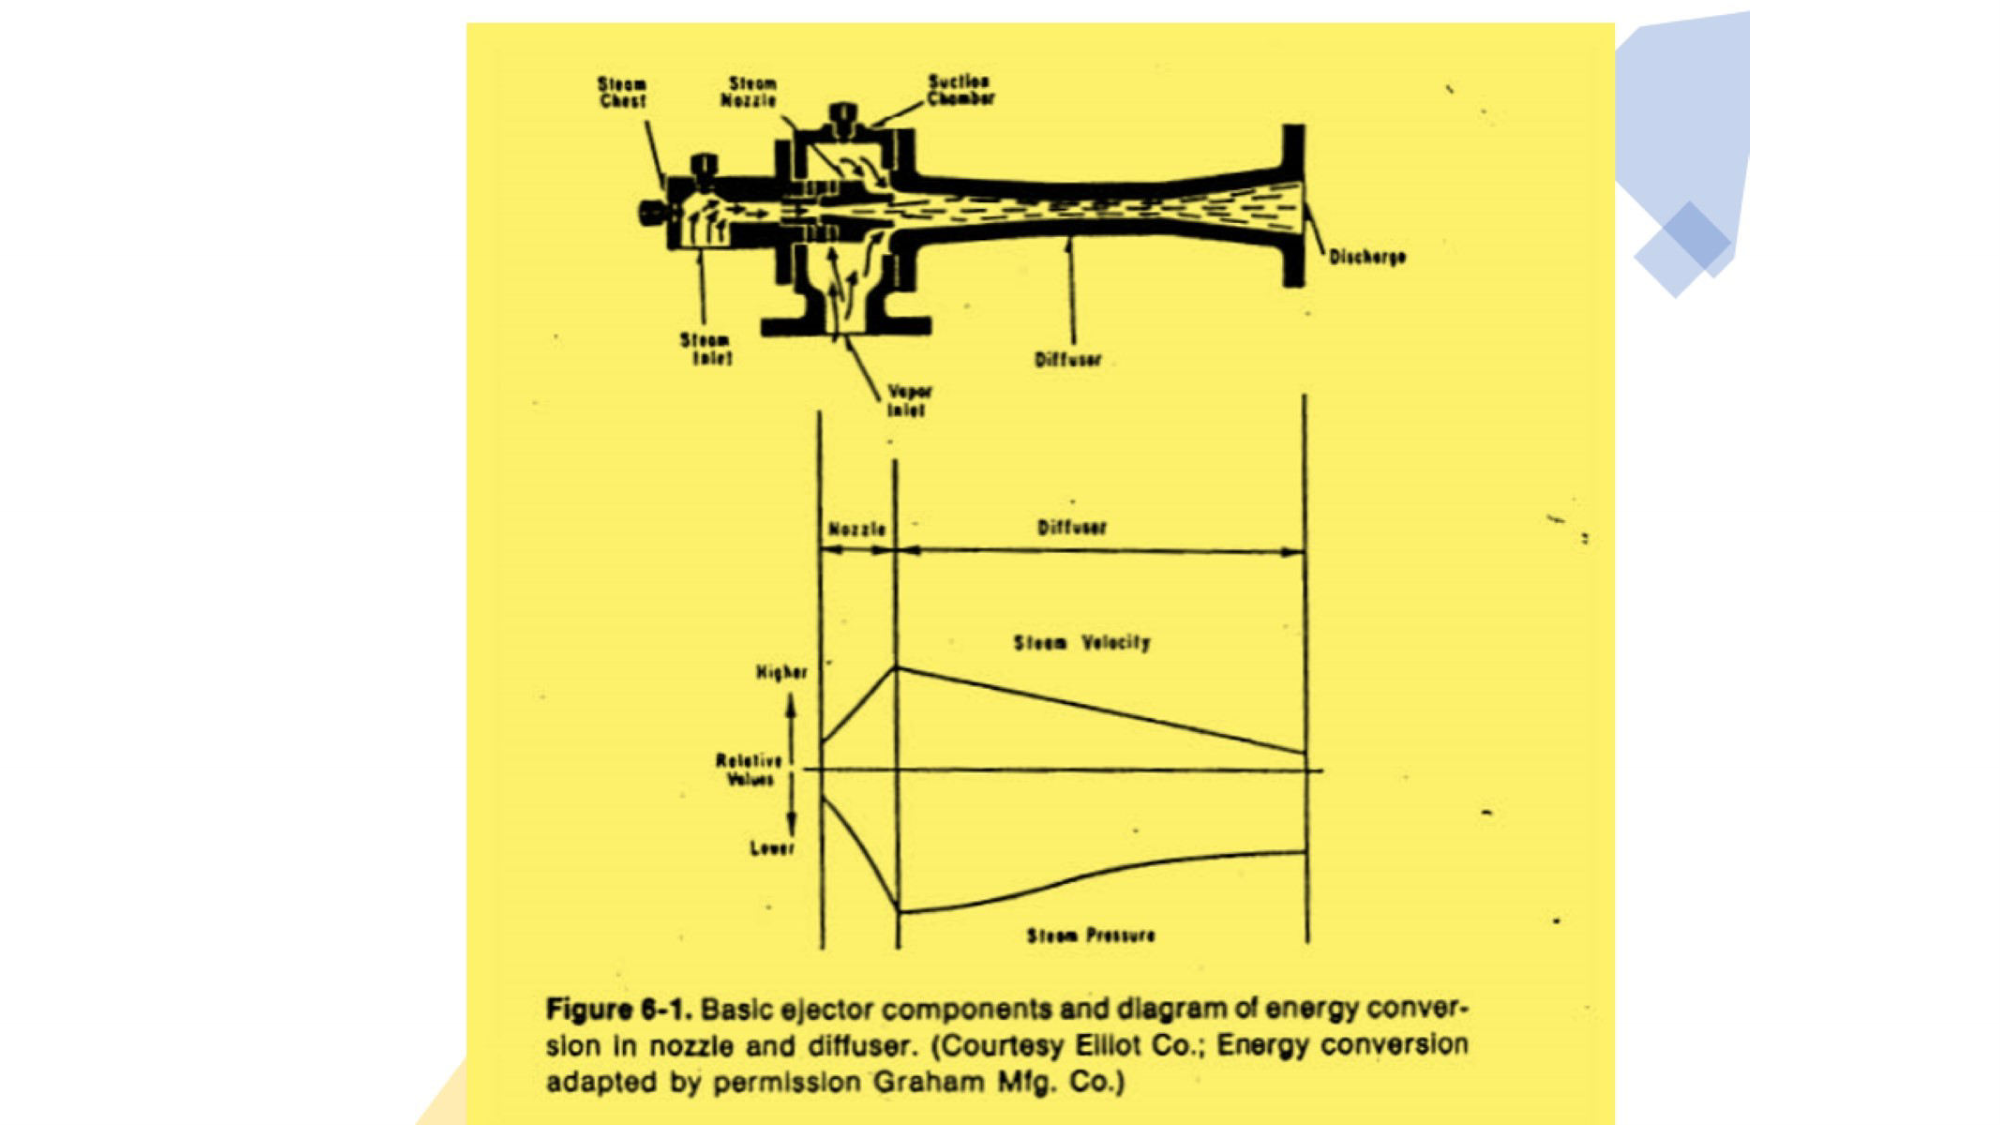 Steam
Chest
Steam
Nozzle
Suction
Chamber
Discharge
Steam
Inlet
Diffuser
Vapor
Inlet
Nozzle
Diffuser
Steam Velocity
Higher
Relative
Values
Lower
Steam Pressure
Figure 6-1. Basic ejector components and diagram of energy conver-
sion in nozzle and diffuser. (Courtesy Elliot Co.; Energy conversion
adapted by permission Graham Mfg. Co.)